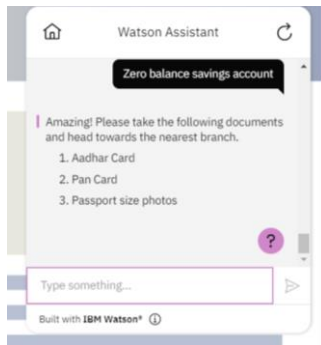 Watson Assistant
Zero balance savings account
Amazing! Please take the following documents
and head towards the nearest branch.
1. Aadhar Card
2. Pan Card
3. Passport size photos
?
Type something...
Built with IBM Watson®